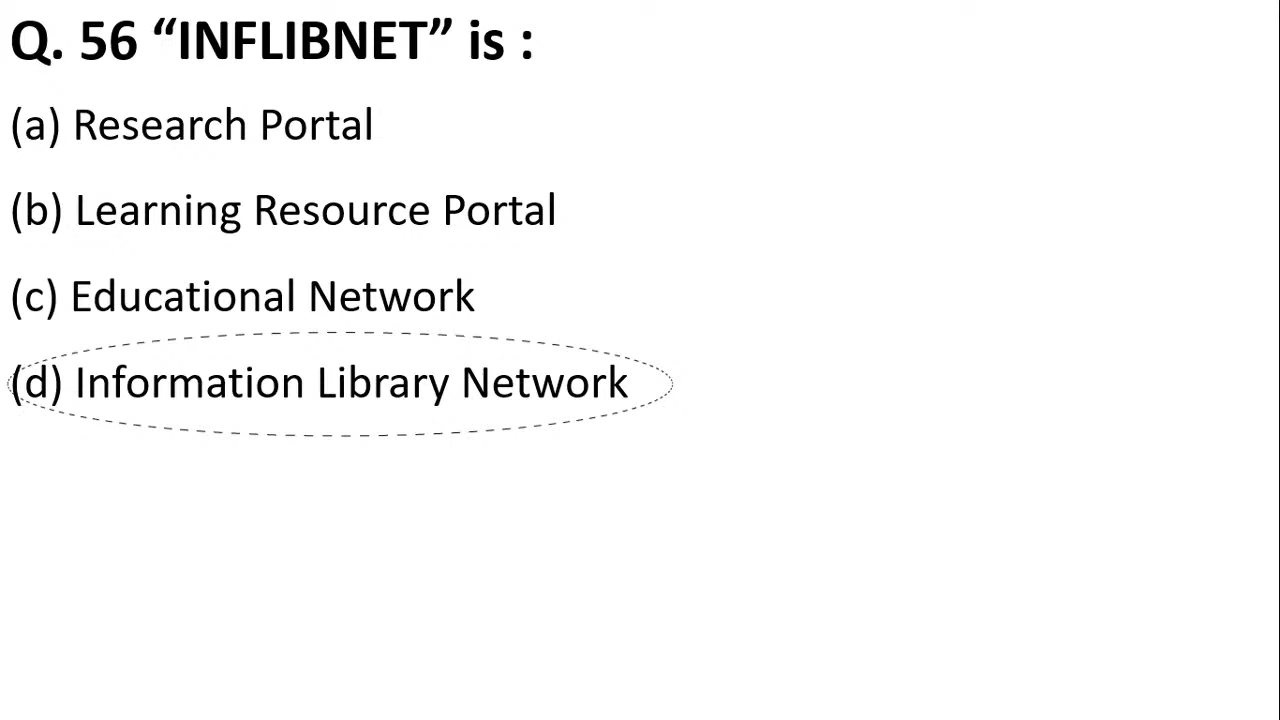 Q. 56 “INFLIBNET” is :
(a) Research Portal
(b) Learning Resource Portal
(c) Educational Network
(d) Information Library Network